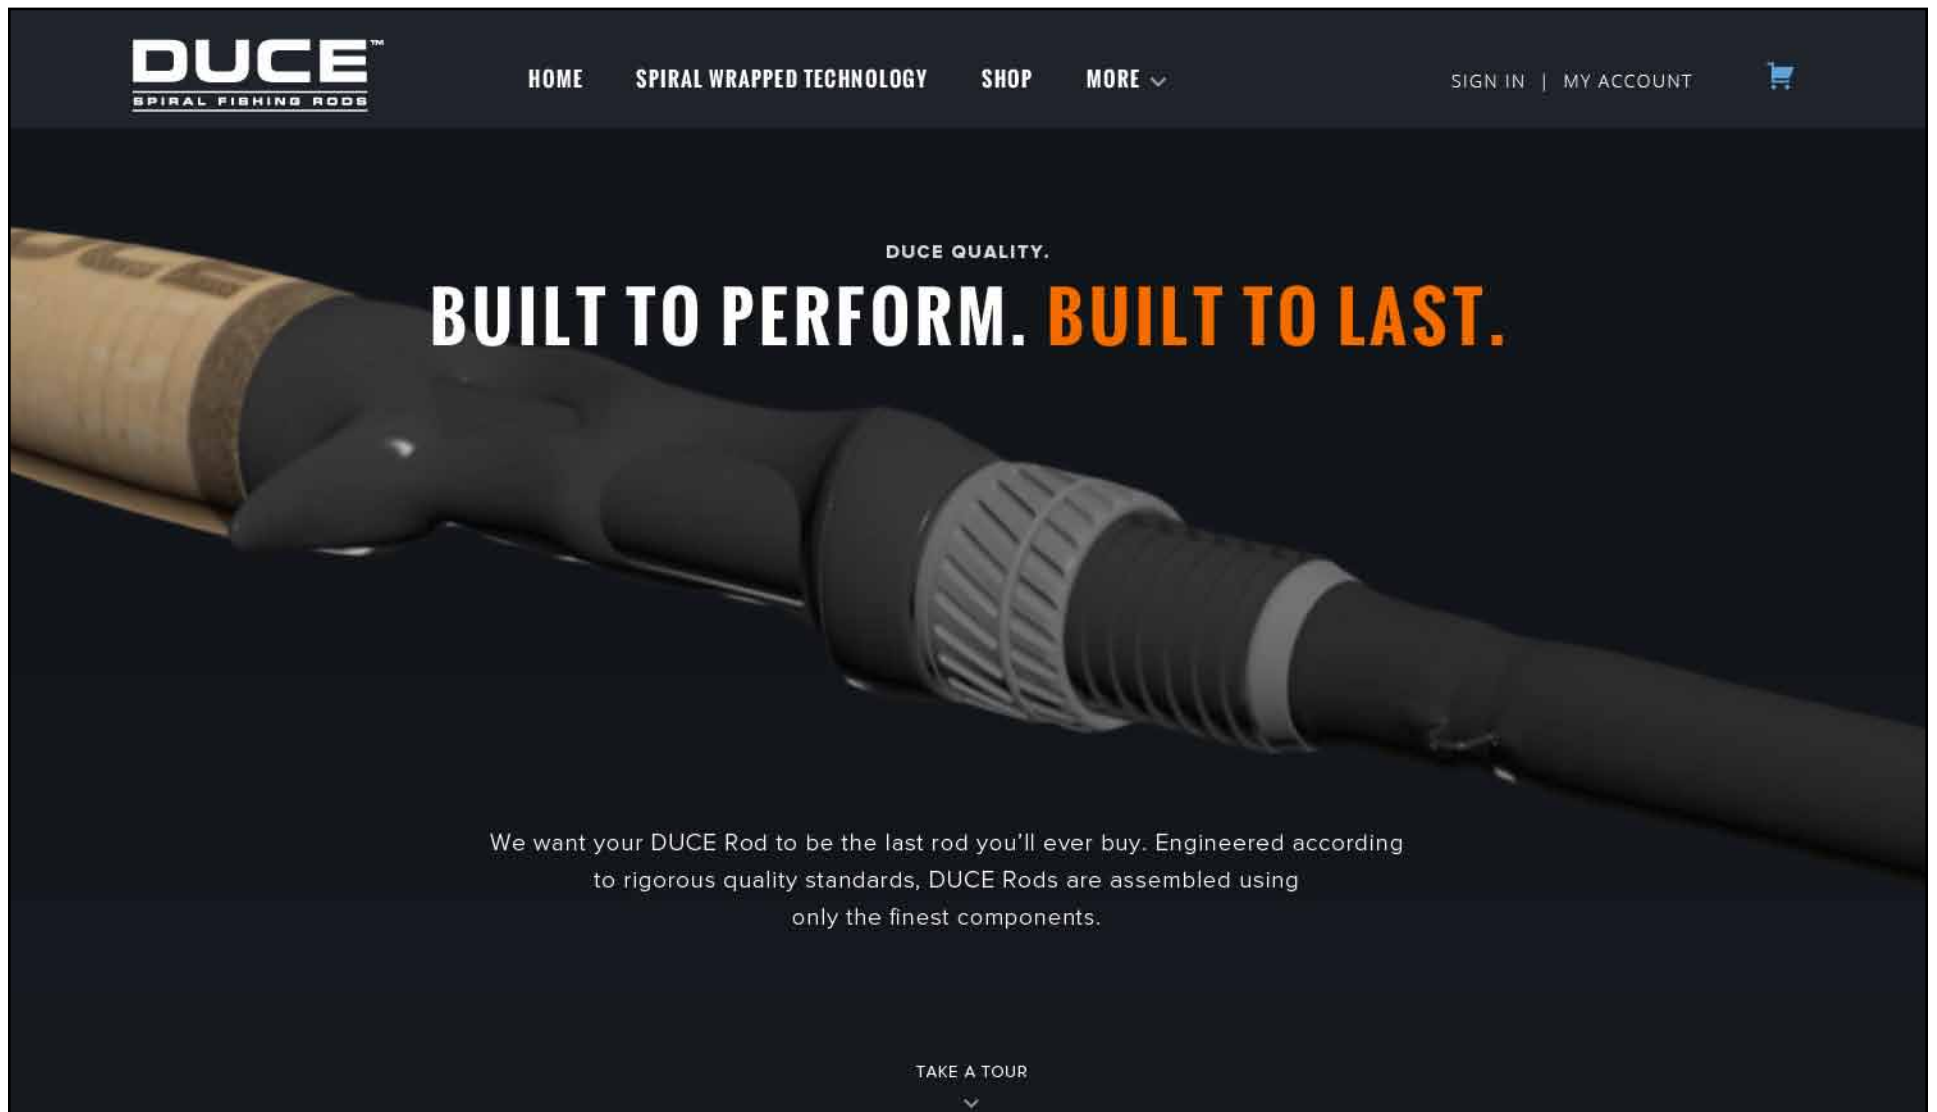 DUCE™
SPIRAL FISHING RODS
HOME
SPIRAL WRAPPED TECHNOLOGY
SHOP
MORE
SIGN IN | MY ACCOUNT
DUCE QUALITY.
BUILT TO PERFORM. BUILT TO LAST.
We want your DUCE Rod to be the last rod you’ll ever buy. Engineered according
to rigorous quality standards, DUCE Rods are assembled using
only the finest components.
TAKE A TOUR